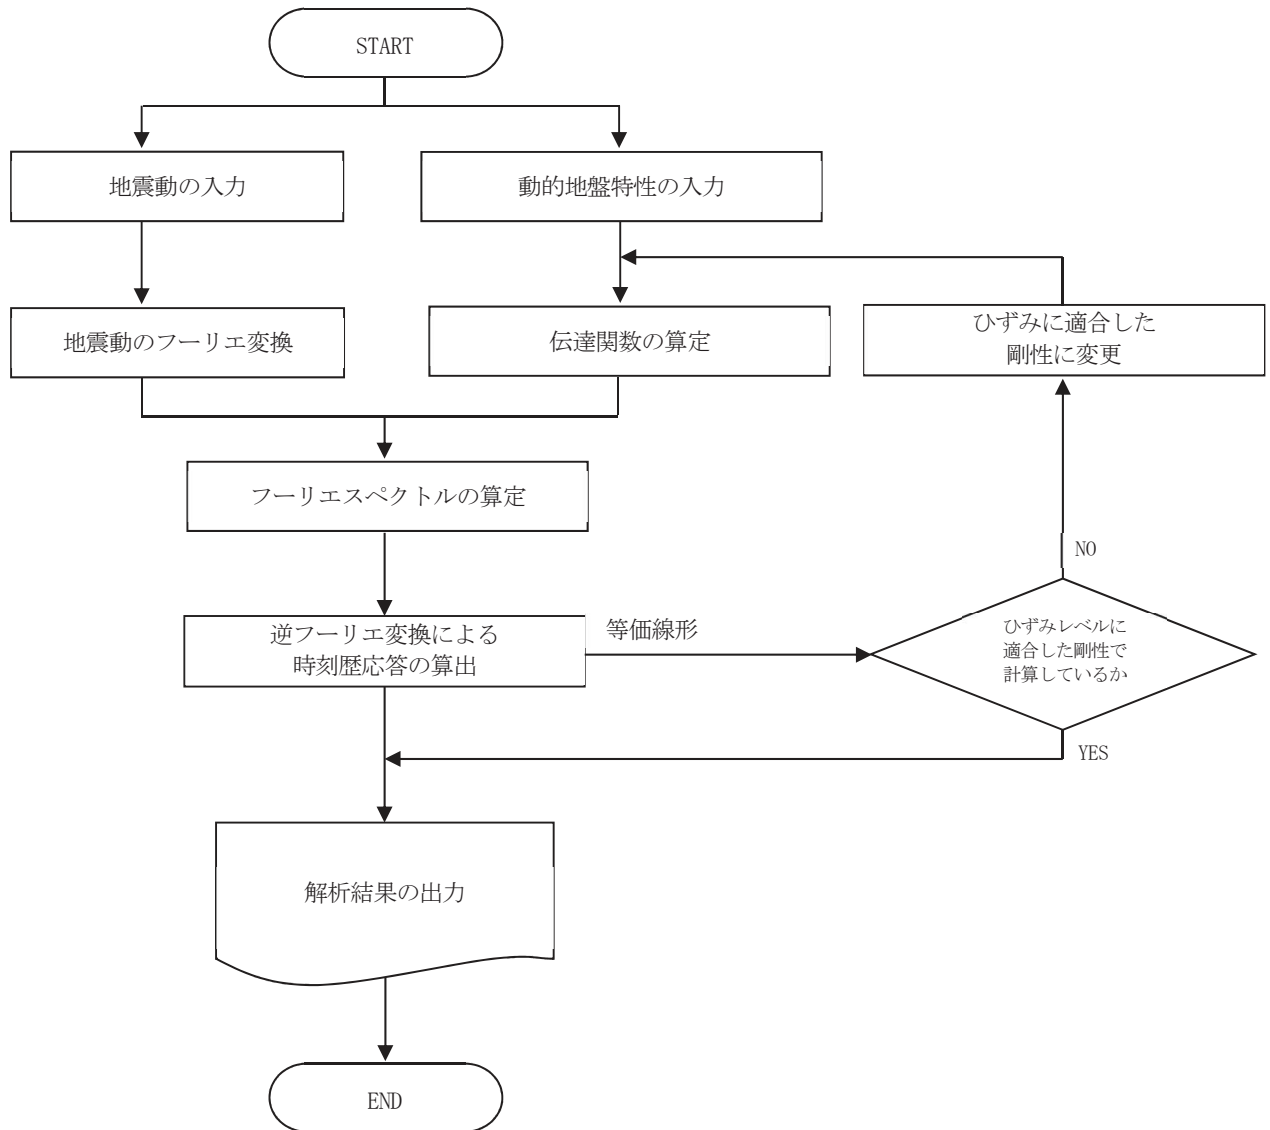 START
地震動の入力
動的地盤特性の入力
地震動のフーリエ変換
伝達関数の算定
ひずみに適合した
剛性に変更
フーリエスペクトルの算定
NO
逆フーリエ変換による
時刻歴応答の算出
等価線形
ひずみレベルに
適合した剛性で
計算しているか
YES
解析結果の出力
END